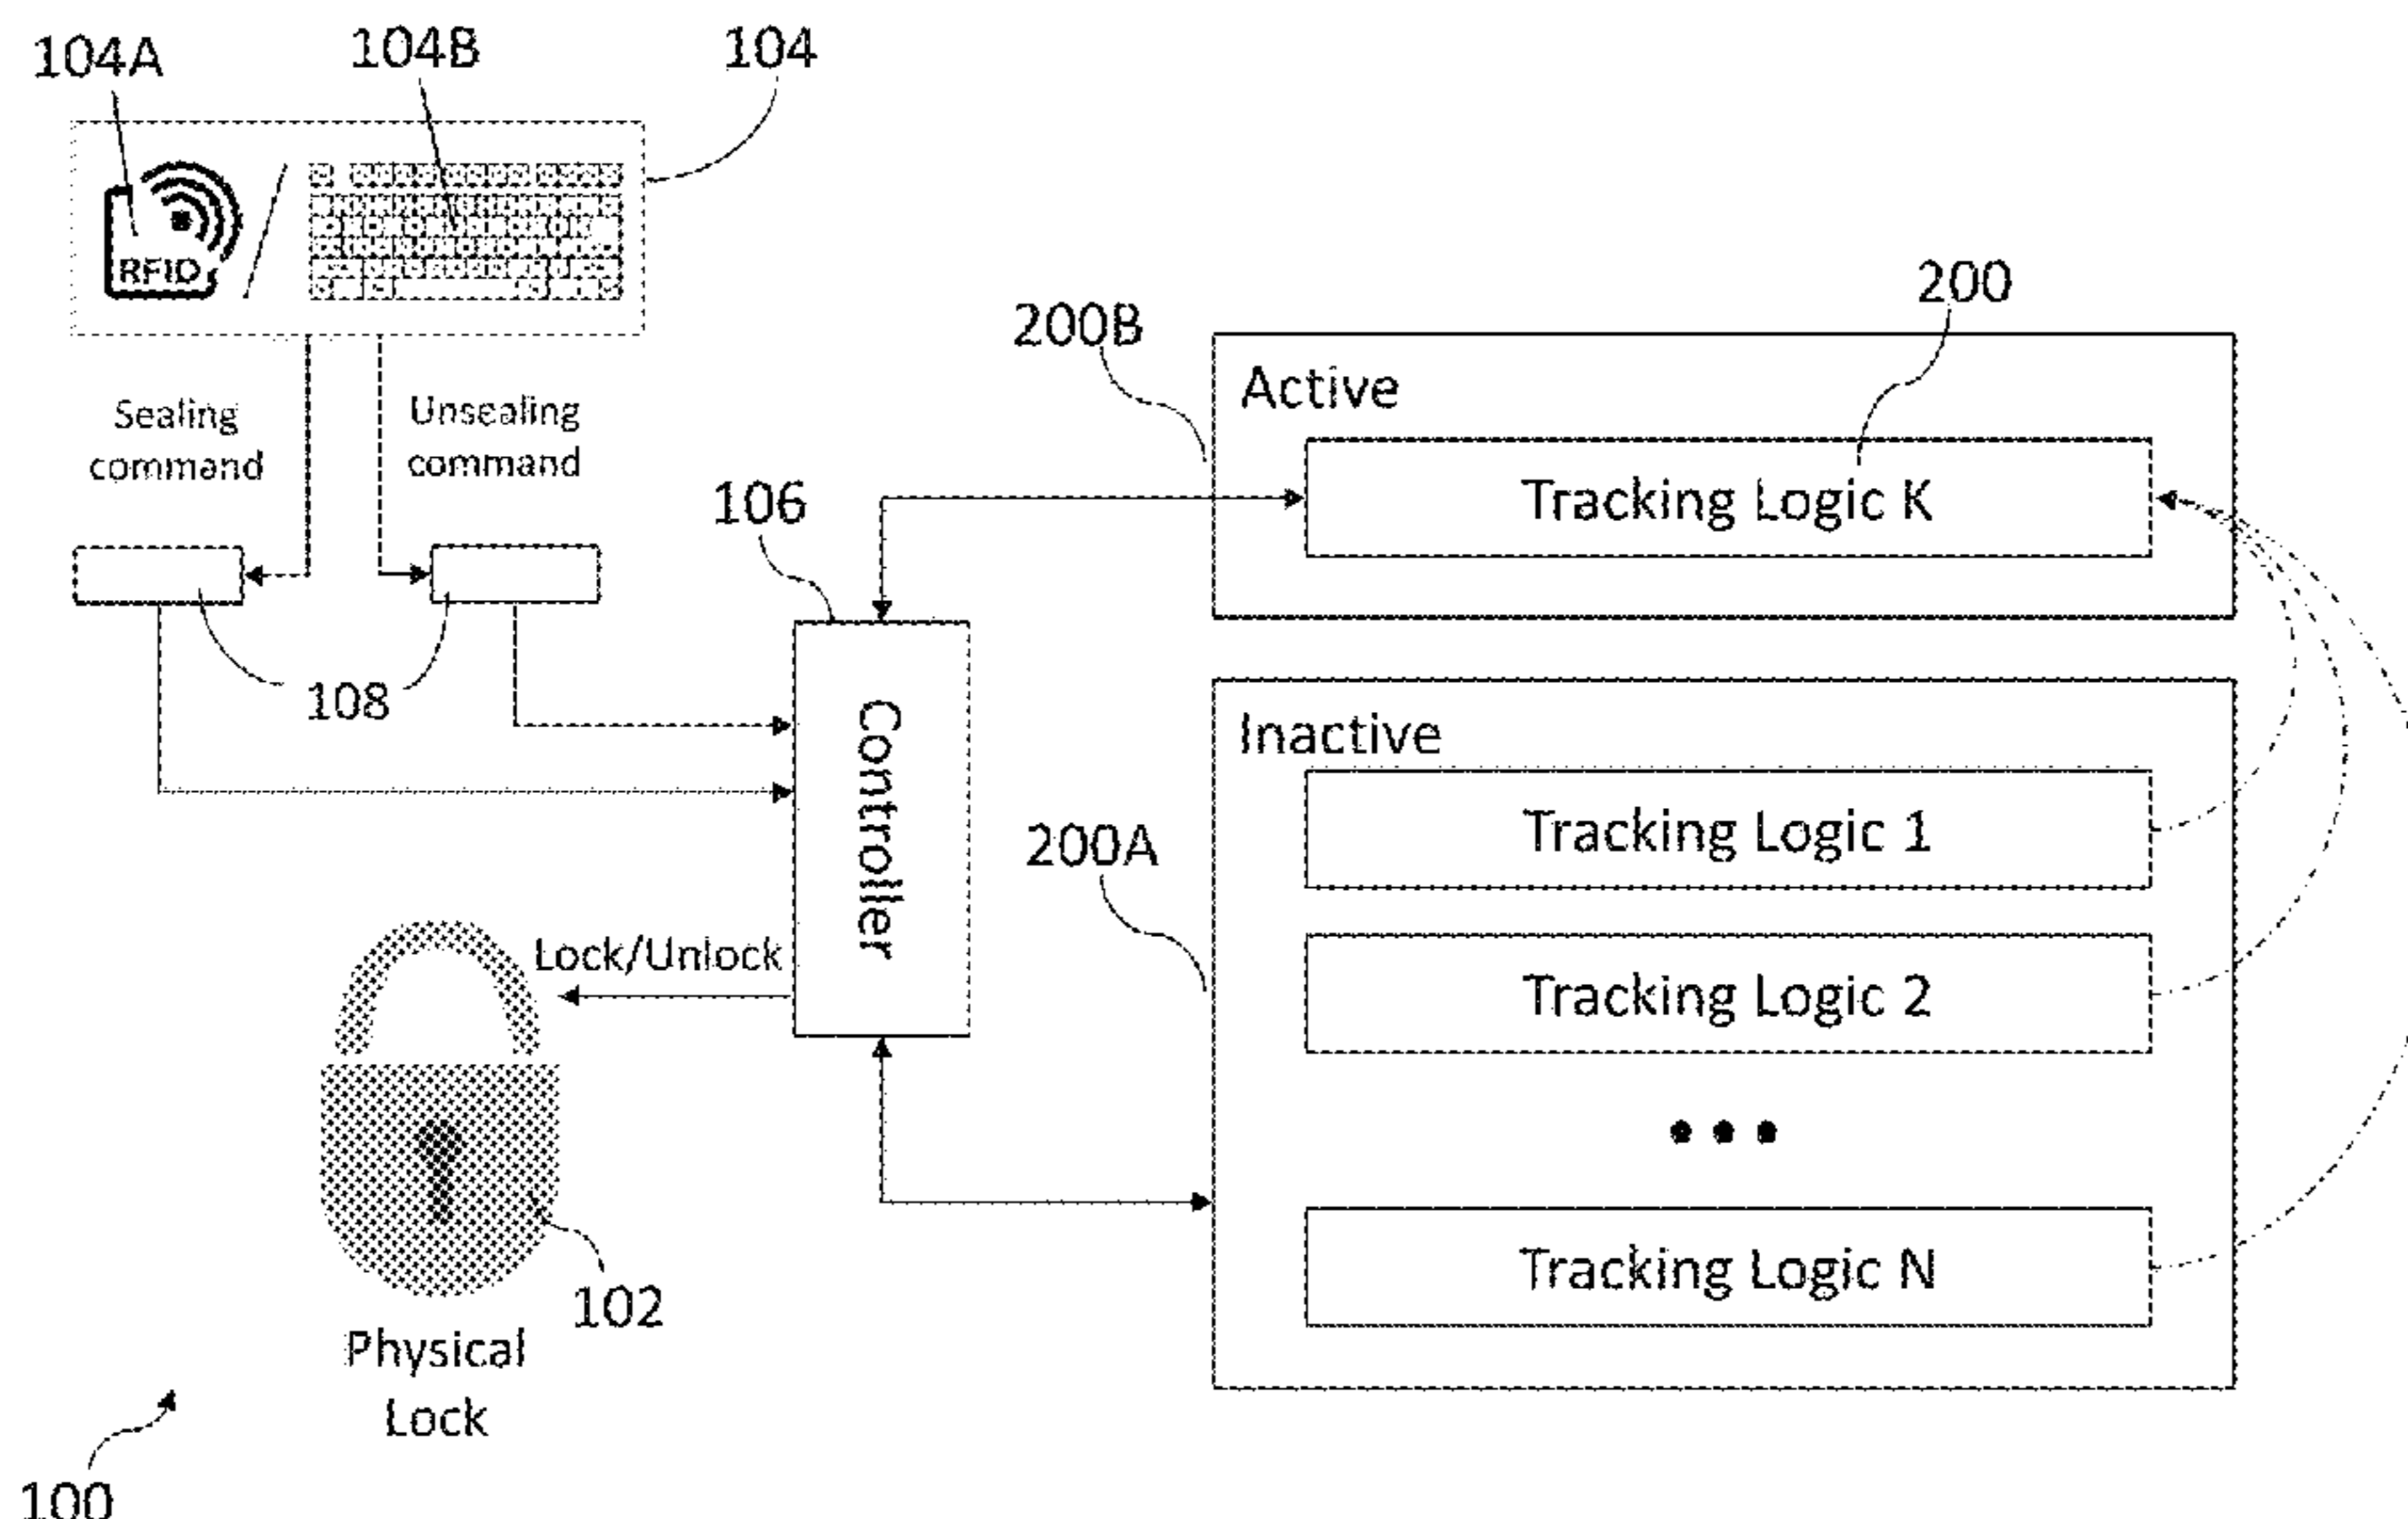 104A
104B
104
RFID
200
200B
Active
Sealing
command
Unsealing
command
106
Tracking Logic K
108
Controller
Inactive
200A
Tracking Logic 1
Lock/Unlock
Tracking Logic 2
...
Tracking Logic N
102
Physical
Lock
100